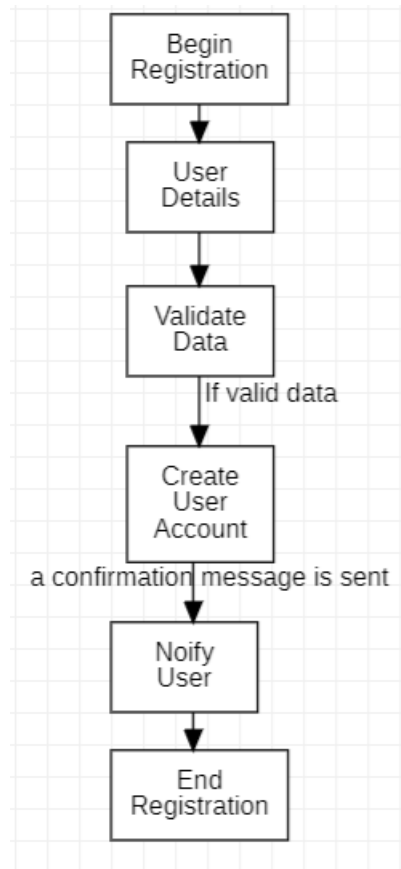 Begin
Registration
User
Details
Validate
Data
If valid data
Create
User
Account
a confirmation message is sent
Noify
User
End
Registration